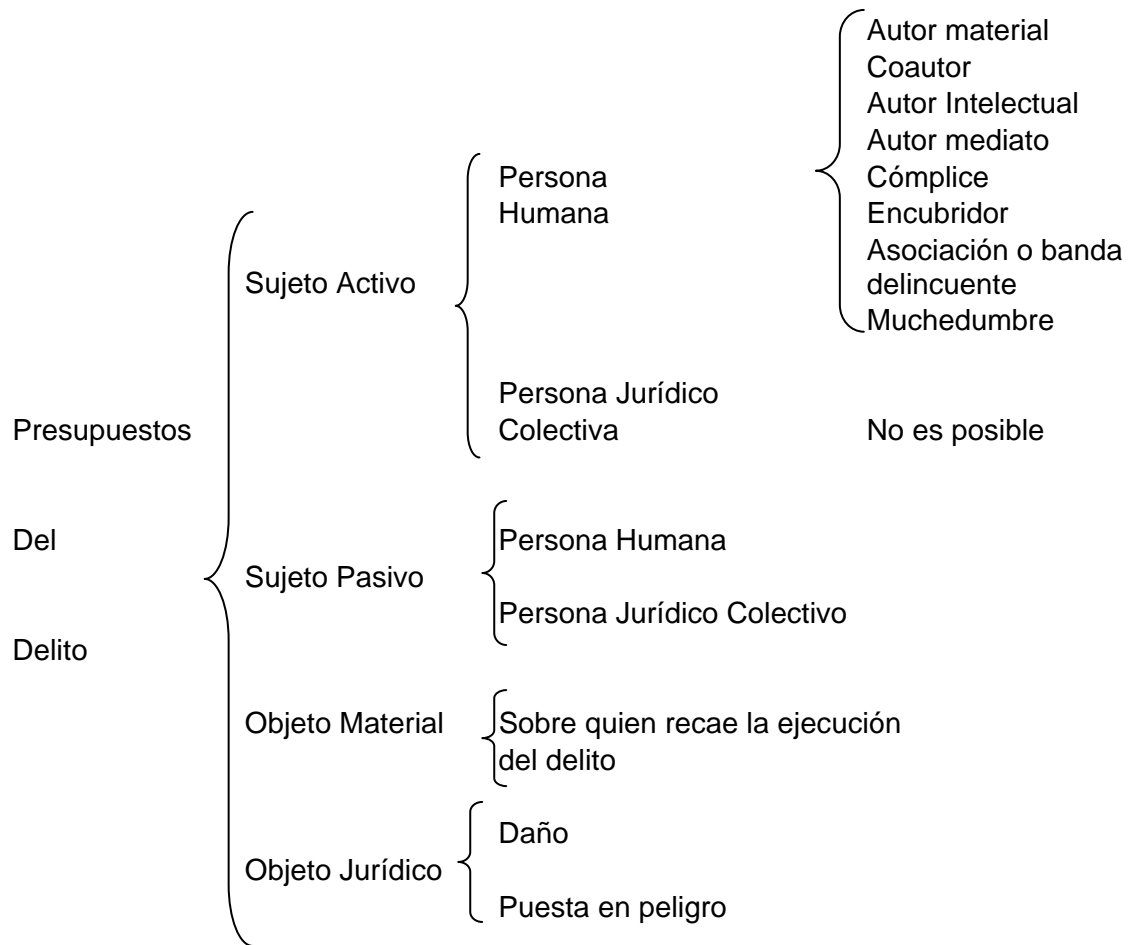 Presupuestos
Del
Delito
Sujeto Activo
Persona
Humana
Autor material
Coautor
Autor Intelectual
Autor mediato
Cómplice
Encubridor
Asociación o banda
delincuente
Muchedumbre
Persona Jurídico
Colectiva
No es posible
Sujeto Pasivo
Persona Humana
Persona Jurídico Colectivo
Objeto Material
Sobre quien recae la ejecución
del delito
Objeto Jurídico
Daño
Puesta en peligro